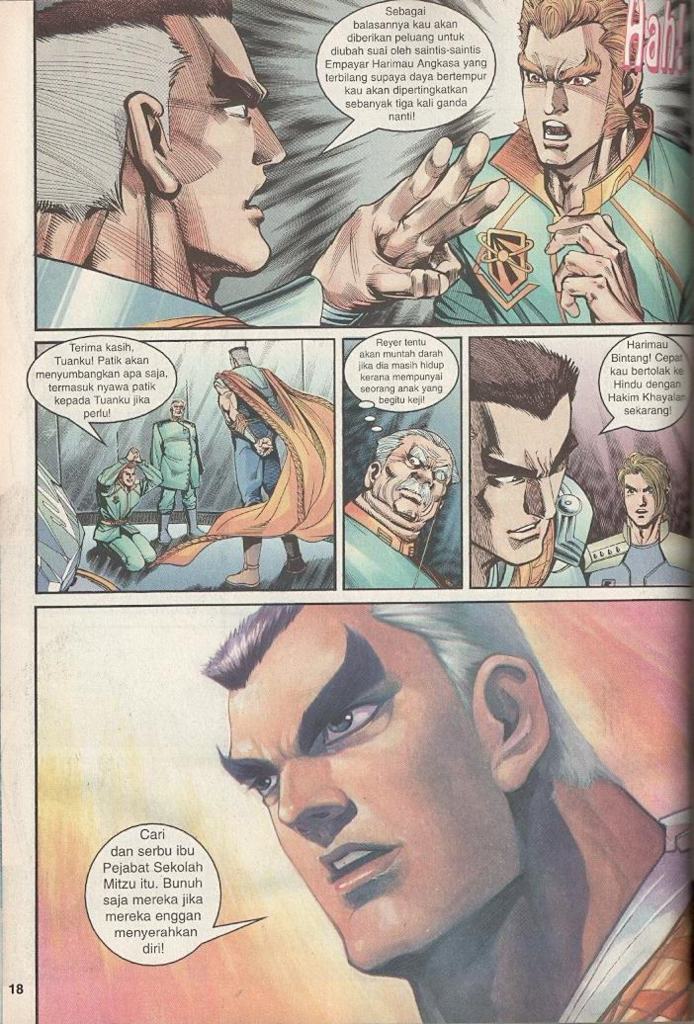 Sebagai
balasannya kau akan
diberikan peluang untuk
diubah suai oleh saintis-saintis
Empayar Harimau Angkasa yang
terbilang supaya daya bertempur
kau akan dipertingkatkan
sebanyak tiga kali ganda
nanti!
Hah!
Terima kasih,
Tuanku! Patik akan
menyumbangkan apa saja,
termasuk nyawa patik
kepada Tuanku jika
perlu!
Reyer tentu
akan muntah darah
jika dia masih hidup
kerana mempunyai
seorang anak yang
begitu keji!
Harimau
Bintang! Cepat
kau bertolak ke
Hindu dengan
Hakim Khayalan
sekarang!
Cari
dan serbu ibu
Pejabat Sekolah
Mitzu itu. Bunuh
saja mereka jika
mereka enggan
menyerahkan
diri!
18